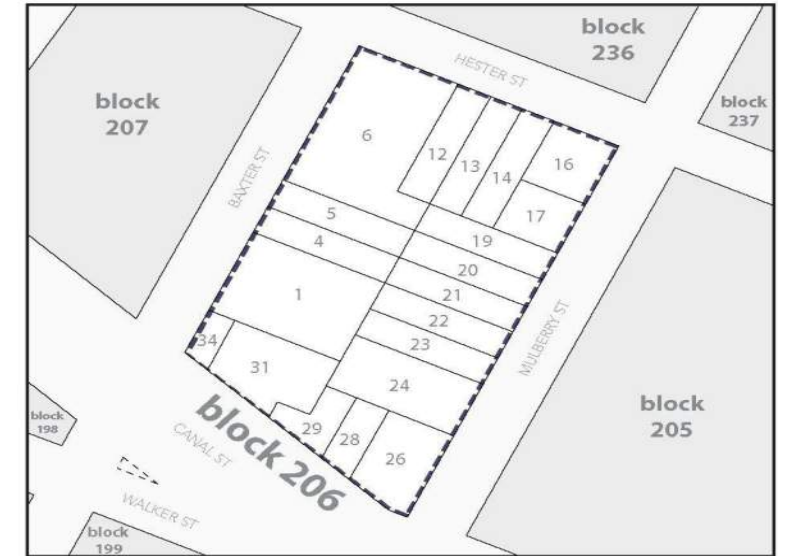 block
236
HESTER ST
block
207
block
237
6
12
13
14
16
BAXTER ST
17
5
19
4
20
21
1
22
23
MULBERRY ST
34
31
24
block
205
block
198
29
28
26
block 206
CANAL ST
WALKER ST
block
199